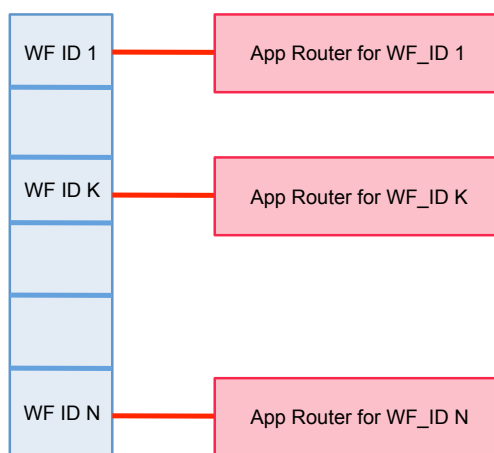 WF ID 1
App Router for WF_ID 1
WF ID K
App Router for WF_ID K
WF ID N
App Router for WF_ID N